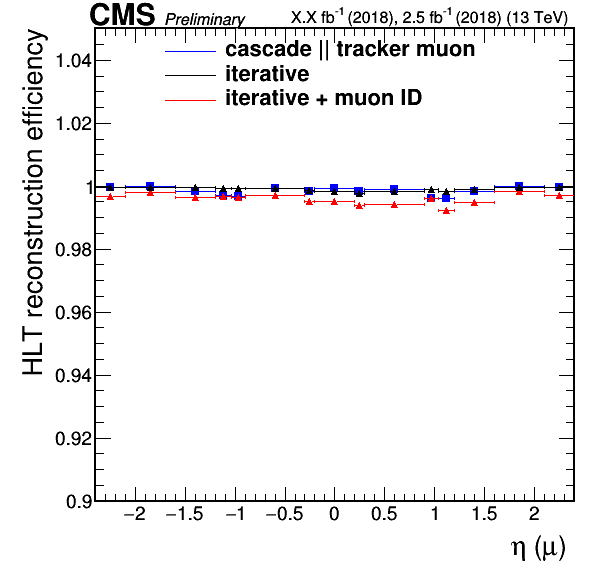 CMS Preliminary X.X fb⁻¹ (2018), 2.5 fb⁻¹ (2018) (13 TeV)
cascade || tracker muon
iterative
iterative + muon ID
HLT reconstruction efficiency
1.04
1.02
1
0.98
0.96
0.94
0.92
0.9
−2 −1.5 −1 −0.5 0 0.5 1 1.5 2
η (μ)